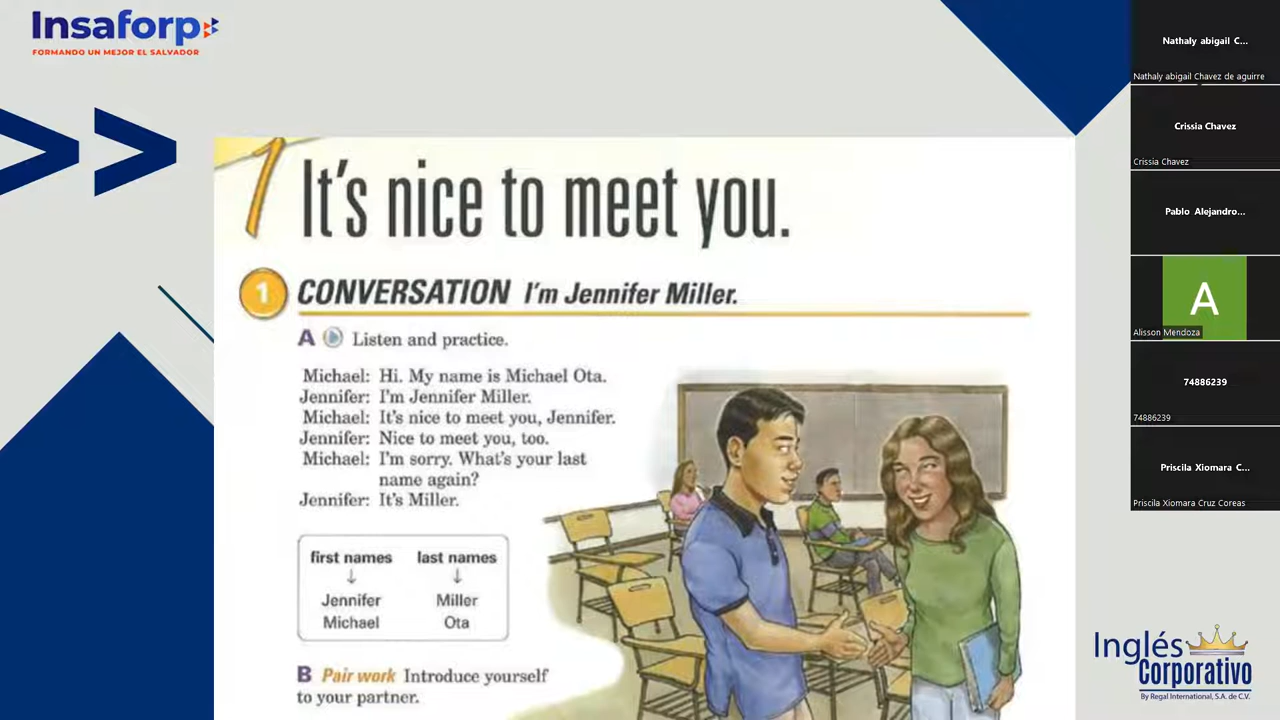 Insaforp
FORMANDO UN MEJOR EL SALVADOR
1 It's nice to meet you.
1 CONVERSATION I'm Jennifer Miller.
A Listen and practice.
Michael: Hi. My name is Michael Ota.
Jennifer: I'm Jennifer Miller.
Michael: It's nice to meet you, Jennifer.
Jennifer: Nice to meet you, too.
Michael: I'm sorry. What's your last
name again?
Jennifer: It's Miller.
first names last names
Jennifer Miller
Michael Ota
B Pair work Introduce yourself
to your partner.
Nathaly abigail C...
Nathaly abigail Chavez de aguirre
Crissia Chavez
Crissia Chavez
Pablo Alejandro...
A
Alisson Mendoza
74886239
74886239
Priscila Xiomara C...
Priscila Xiomara Cruz Coreas
Inglés
Corporativo
By Regal International, S.A. de C.V.